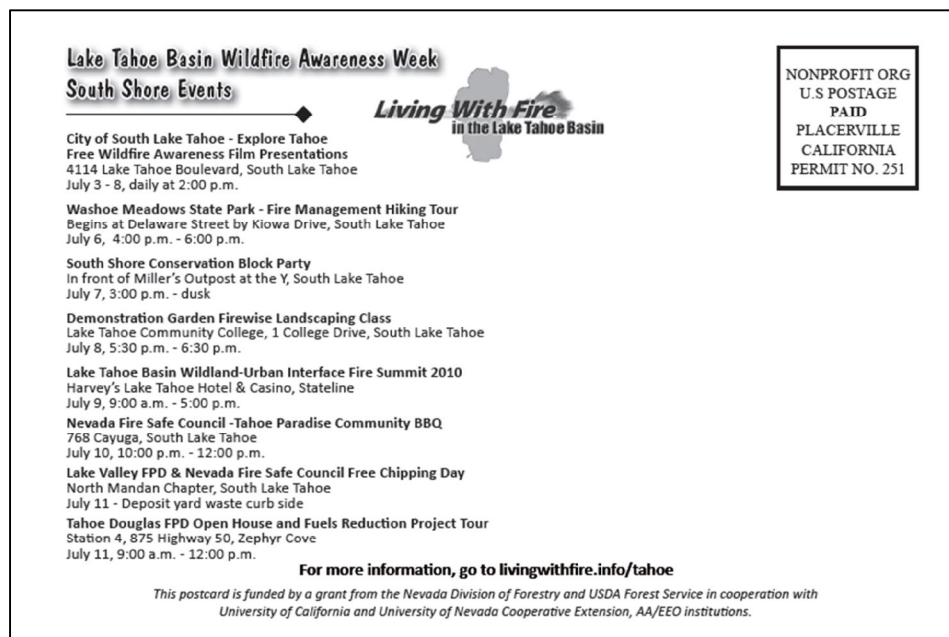 Lake Tahoe Basin Wildfire Awareness Week
South Shore Events
Living With Fire
in the Lake Tahoe Basin
NONPROFIT ORG
U.S POSTAGE
PAID
PLACERVILLE
CALIFORNIA
PERMIT NO. 251
City of South Lake Tahoe - Explore Tahoe
Free Wildfire Awareness Film Presentations
4114 Lake Tahoe Boulevard, South Lake Tahoe
July 3 - 8, daily at 2:00 p.m.
Washoe Meadows State Park - Fire Management Hiking Tour
Begins at Delaware Street by Kiowa Drive, South Lake Tahoe
July 6, 4:00 p.m. - 6:00 p.m.
South Shore Conservation Block Party
In front of Miller's Outpost at the Y, South Lake Tahoe
July 7, 3:00 p.m. - dusk
Demonstration Garden Firewise Landscaping Class
Lake Tahoe Community College, 1 College Drive, South Lake Tahoe
July 8, 5:30 p.m. - 6:30 p.m.
Lake Tahoe Basin Wildland-Urban Interface Fire Summit 2010
Harvey's Lake Tahoe Hotel & Casino, Stateline
July 9, 9:00 a.m. - 5:00 p.m.
Nevada Fire Safe Council -Tahoe Paradise Community BBQ
768 Cayuga, South Lake Tahoe
July 10, 10:00 p.m. - 12:00 p.m.
Lake Valley FPD & Nevada Fire Safe Council Free Chipping Day
North Mandan Chapter, South Lake Tahoe
July 11 - Deposit yard waste curb side
Tahoe Douglas FPD Open House and Fuels Reduction Project Tour
Station 4, 875 Highway 50, Zephyr Cove
July 11, 9:00 a.m. - 12:00 p.m.
For more information, go to livingwithfire.info/tahoe
This postcard is funded by a grant from the Nevada Division of Forestry and USDA Forest Service in cooperation with
University of California and University of Nevada Cooperative Extension, AA/EEO institutions.